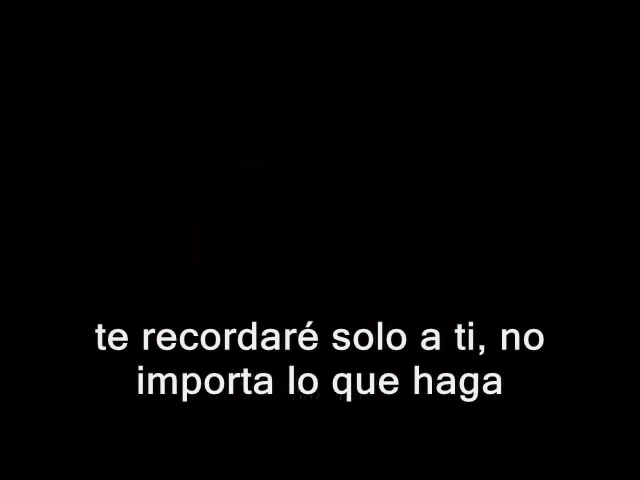 te recordaré solo a ti, no
importa lo que haga